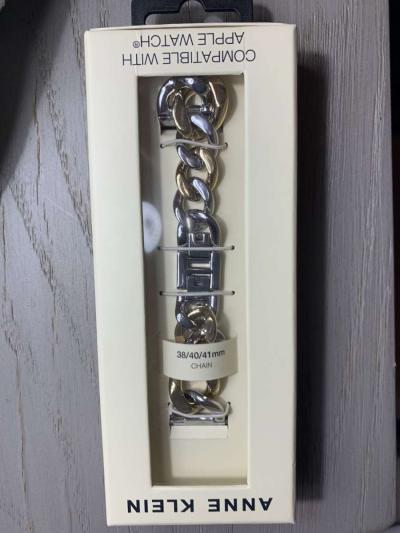 COMPATIBLE WITH
APPLE WATCH®
38/40/41mm
CHAIN
ANNE KLEIN